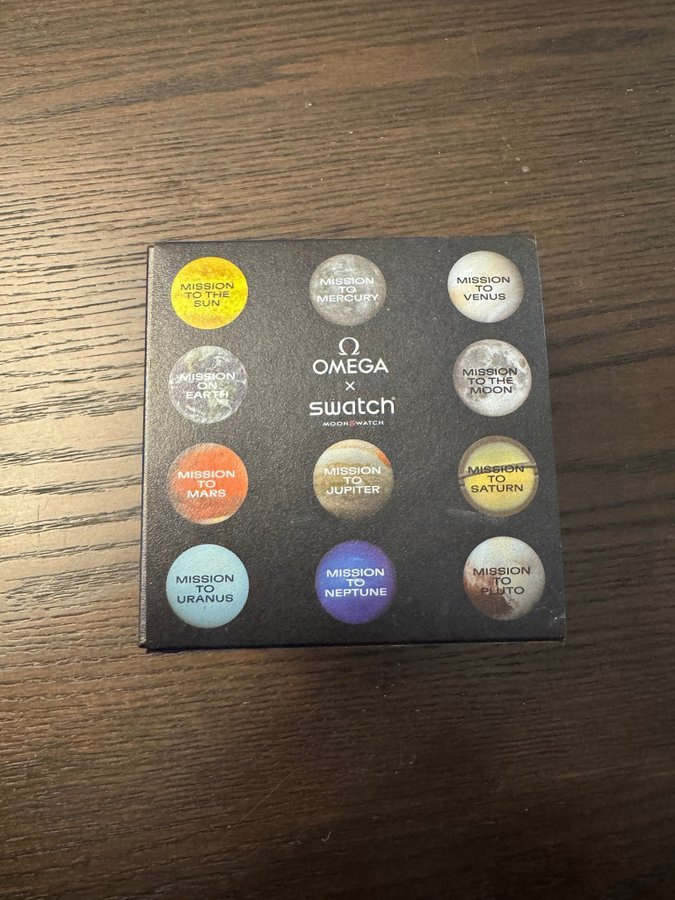 MISSION
TO THE
SUN
MISSION
TO
MERCURY
MISSION
TO
VENUS
MISSION
ON
EARTH
Ω
OMEGA
×
swatch®
MOONSWATCH
MISSION
TO THE
MOON
MISSION
TO
MARS
MISSION
TO
JUPITER
MISSION
TO
SATURN
MISSION
TO
URANUS
MISSION
TO
NEPTUNE
MISSION
TO
PLUTO